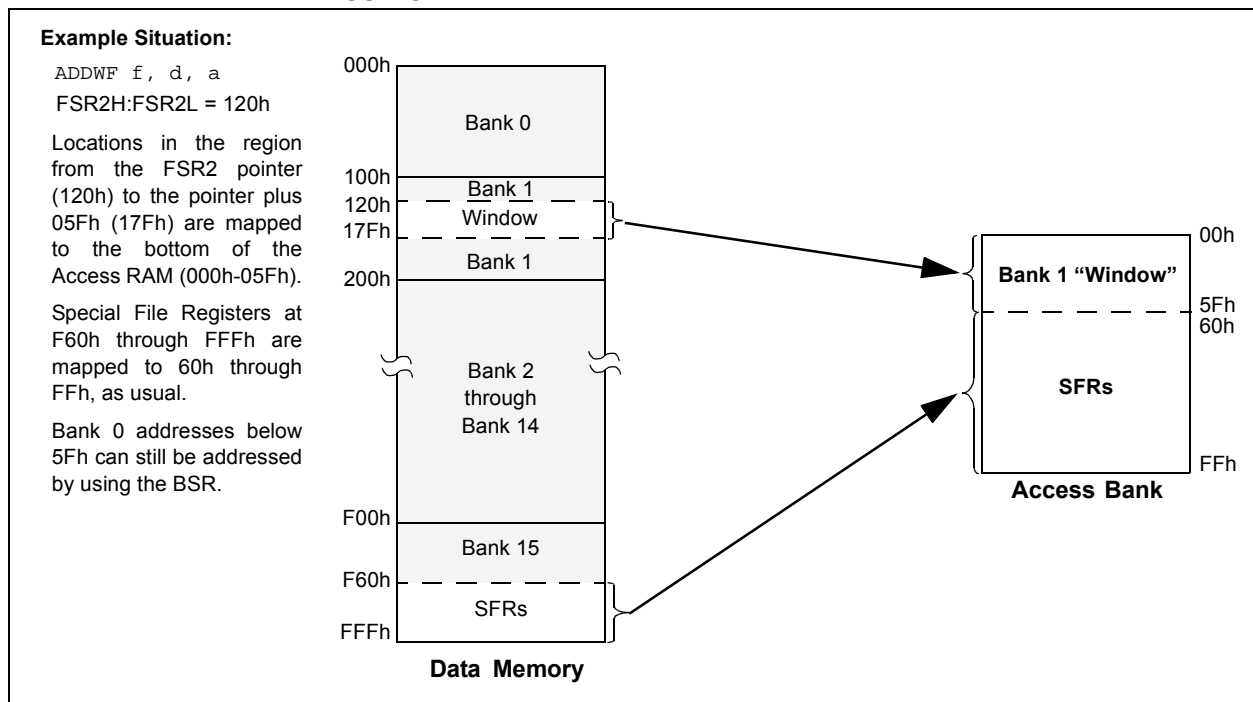 Example Situation:
ADDWF f, d, a
FSR2H:FSR2L = 120h
Locations in the region
from the FSR2 pointer
(120h) to the pointer plus
05Fh (17Fh) are mapped
to the bottom of the
Access RAM (000h-05Fh).
Special File Registers at
F60h through FFFh are
mapped to 60h through
FFh, as usual.
Bank 0 addresses below
5Fh can still be addressed
by using the BSR.
000h
Bank 0
100h
Bank 1
120h
Window
17Fh
Bank 1
200h
Bank 2
through
Bank 14
F00h
Bank 15
F60h
SFRs
FFFh
Data Memory
00h
Bank 1 “Window”
5Fh
60h
SFRs
FFh
Access Bank